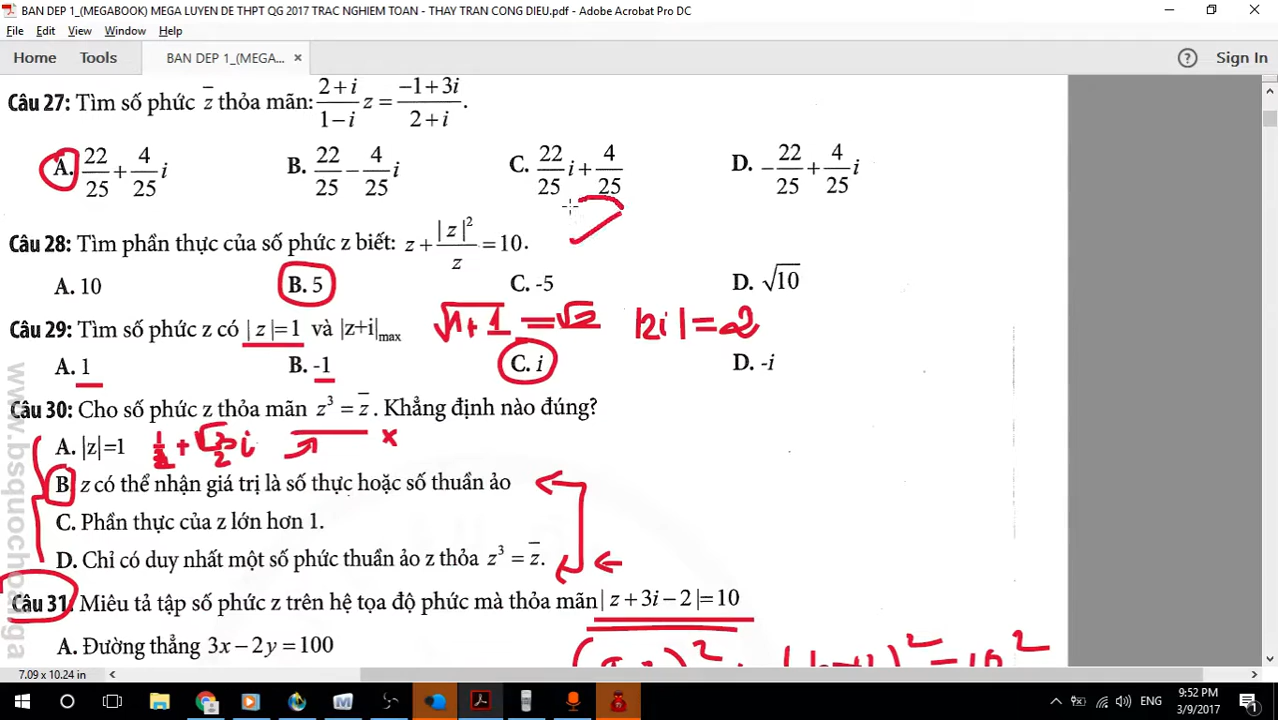 BAN DEP 1_(MEGABOOK) MEGA LUYEN DE THPT QG 2017 TRAC NGHIEM TOAN - THAY TRAN CONG DIEU.pdf - Adobe Acrobat Pro DC
File Edit View Window Help
Home Tools BAN DEP 1_(MEGA... × ? Sign In
Câu 27: Tìm số phức z̅ thỏa mãn: (2+i)/(1−i) z = (−1+3i)/(2+i).
A. 22/25 + 4/25 i B. 22/25 − 4/25 i C. 22/25 i + 4/25 D. −22/25 + 4/25 i
Câu 28: Tìm phần thực của số phức z biết: z + |z|²/z = 10.
A. 10 B. 5 C. -5 D. √10
Câu 29: Tìm số phức z có |z|=1 và |z+i|max √1+1 = √2 |2i| = 2
A. 1 B. -1 C. i D. -i
Câu 30: Cho số phức z thỏa mãn z³ = z̅. Khẳng định nào đúng?
A. |z|=1
B. z có thể nhận giá trị là số thực hoặc số thuần ảo
C. Phần thực của z lớn hơn 1.
D. Chỉ có duy nhất một số phức thuần ảo z thỏa z³ = z̅.
Câu 31. Miêu tả tập số phức z trên hệ tọa độ phức mà thỏa mãn |z+3i−2|=10
A. Đường thẳng 3x−2y=100
www.bsquochoai.ga
7.09 x 10.24 in
ENG 9:52 PM
3/9/2017